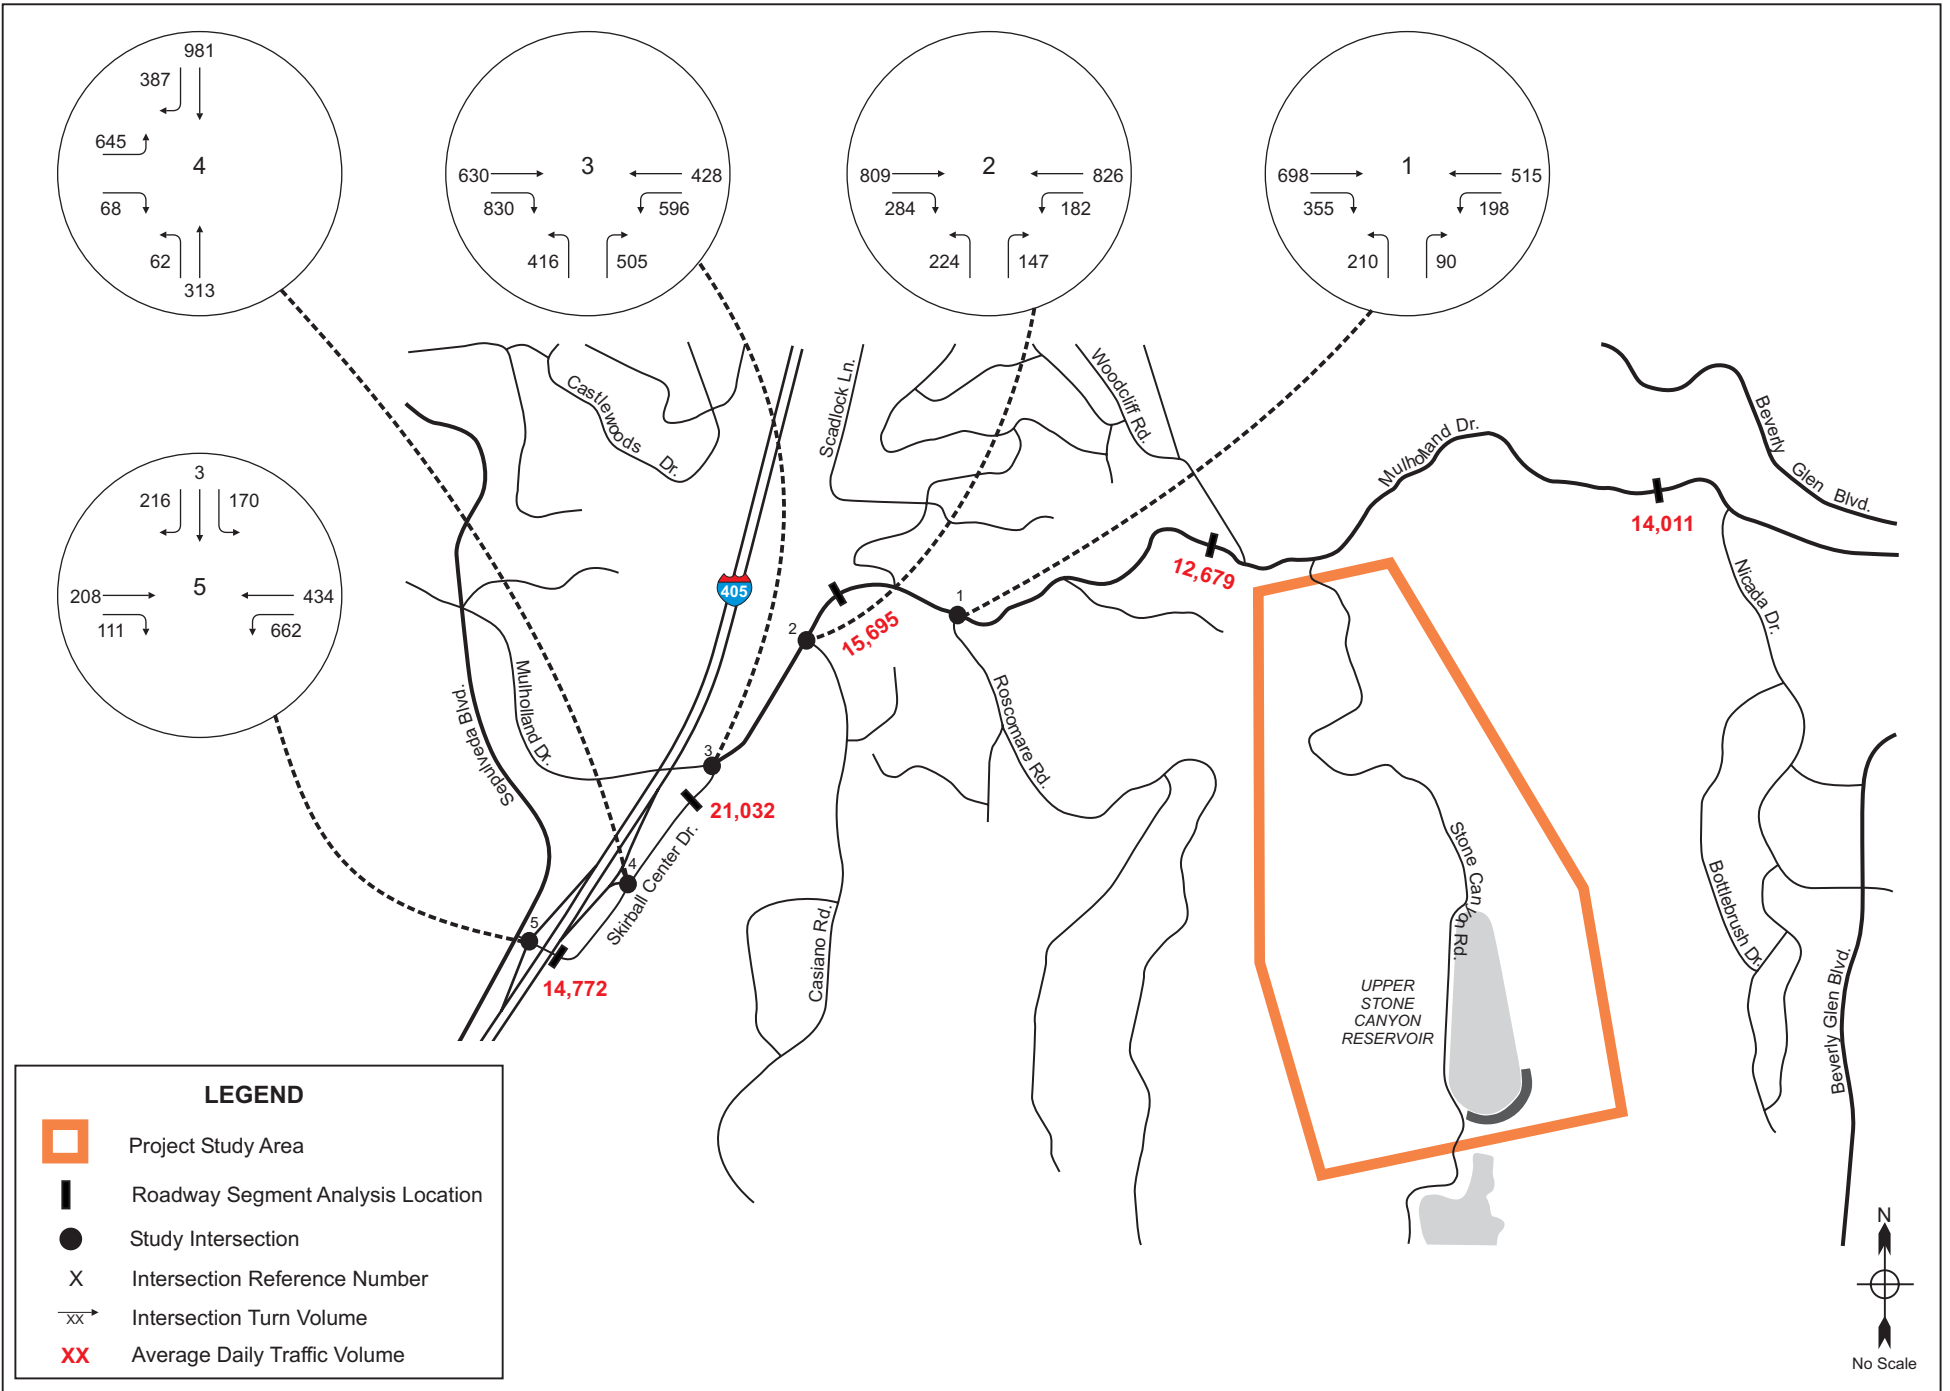 981
387
645
4
68
62
313
630
3
428
830
596
416
505
809
2
826
284
182
224
147
698
1
515
355
198
210
90
3
216
170
208
5
434
111
662
Castlewoods Dr.
Scadlock Ln.
Woodcliff Rd.
Mulholland Dr.
Beverly Glen Blvd.
14,011
12,679
405
15,695
1
2
3
4
5
Nicada Dr.
Mulholland Dr.
Sepulveda Blvd.
Roscomare Rd.
21,032
Skirball Center Dr.
14,772
Casiano Rd.
Stone Canyon Rd.
Bottlebrush Dr.
Beverly Glen Blvd.
UPPER
STONE
CANYON
RESERVOIR
LEGEND
Project Study Area
Roadway Segment Analysis Location
Study Intersection
X Intersection Reference Number
XX Intersection Turn Volume
XX Average Daily Traffic Volume
N
No Scale